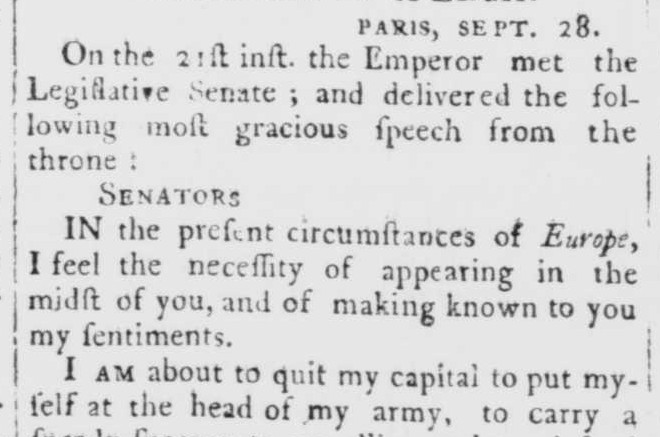 PARIS, SEPT. 28.
On the 21ſt inſt. the Emperor met the
Legiſlative Senate ; and delivered the fol-
lowing moſt gracious ſpeech from the
throne :
SENATORS
IN the preſent circumſtances of Europe,
I feel the neceſſity of appearing in the
midſt of you, and of making known to you
my ſentiments.
I AM about to quit my capital to put my-
ſelf at the head of my army, to carry a